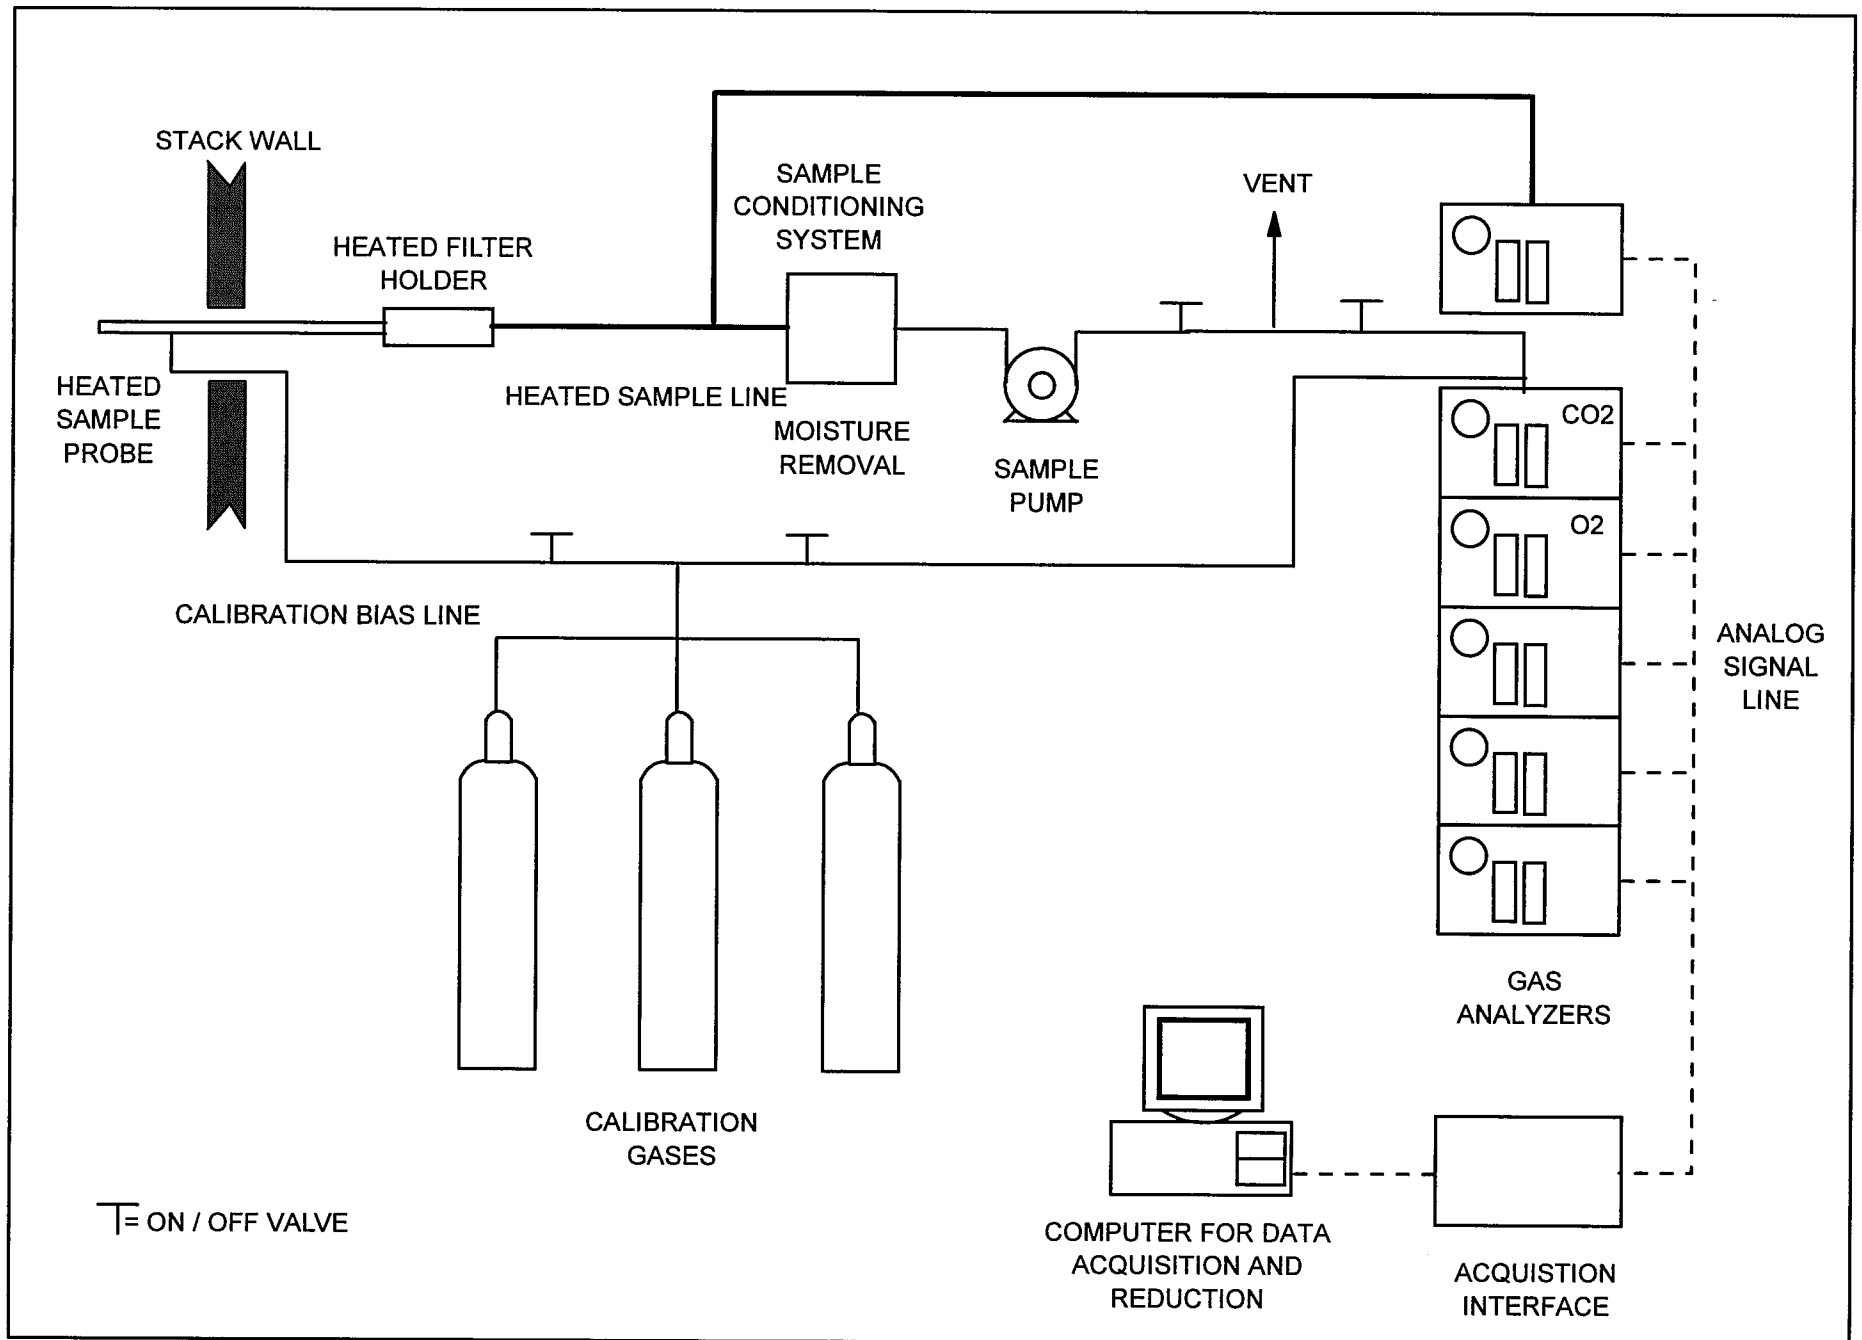 STACK WALL
SAMPLE
CONDITIONING
SYSTEM
VENT
HEATED FILTER
HOLDER
HEATED
SAMPLE
PROBE
HEATED SAMPLE LINE
MOISTURE
REMOVAL
SAMPLE
PUMP
CO2
O2
CALIBRATION BIAS LINE
ANALOG
SIGNAL
LINE
GAS
ANALYZERS
CALIBRATION
GASES
= ON / OFF VALVE
COMPUTER FOR DATA
ACQUISITION AND
REDUCTION
ACQUISTION
INTERFACE